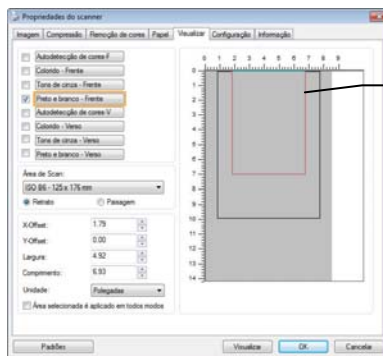 Propriedades do scanner
Imagem Compressão Remoção de cores Papel Visualizar Configuração Informação
Autodetecção de cores F
Colorido - Frente
Tons de cinza - Frente
Preto e branco - Frente
Autodetecção de cores V
Colorido - Verso
Tons de cinza - Verso
Preto e branco - Verso
Área de Scan:
ISO B6 - 125 x 176 mm
Retrato Paisagem
X-Offset: 1.79
Y-Offset: 0.00
Largura: 4.92
Comprimento: 6.93
Unidade: Polegadas
Área selecionada é aplicado em todos modos
0 1 2 3 4 5 6 7 8 9
0
1
2
3
4
5
6
7
8
9
10
11
12
13
14
Padrões Visualizar OK Cancelar